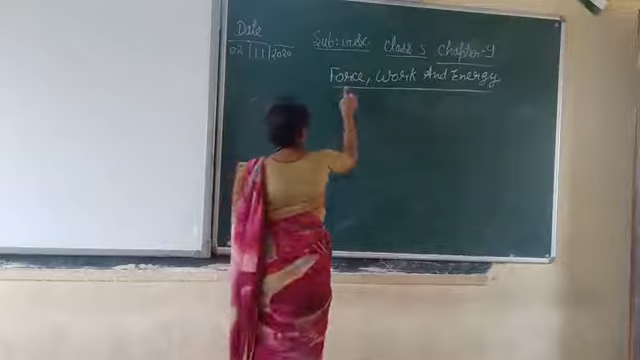 Date
02 11 2020
Sub: Class 5 Chapter-9
Force, Work And Energy